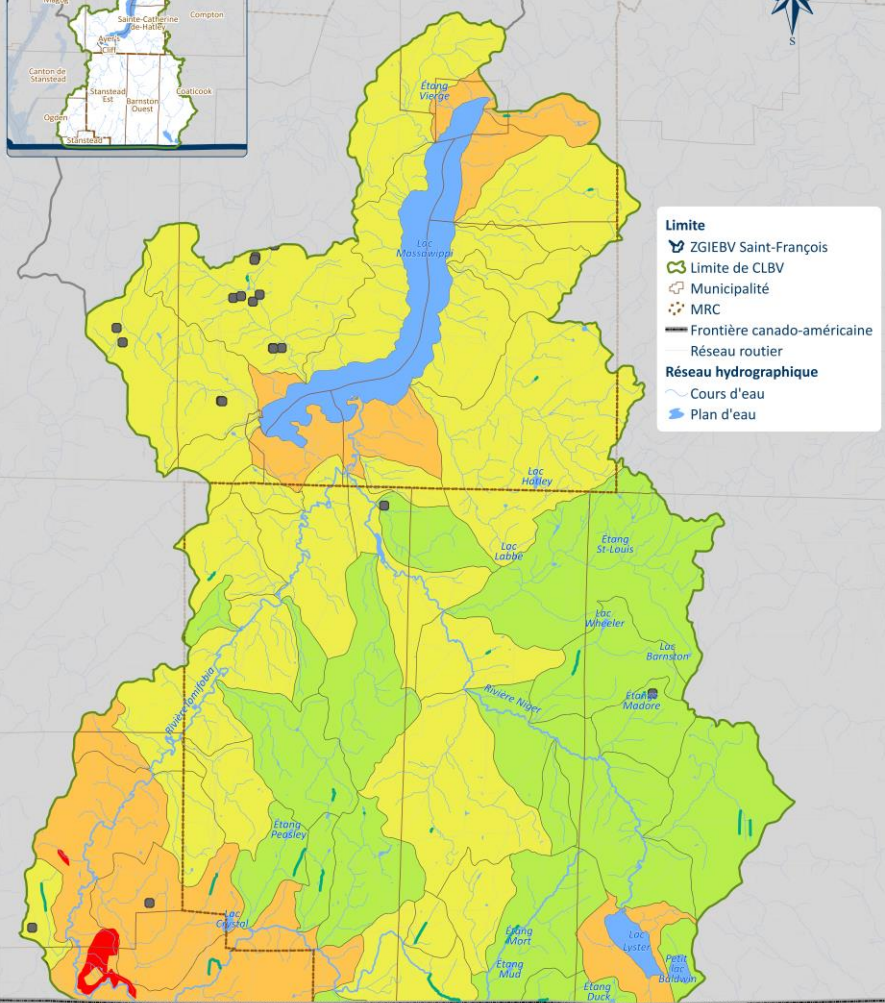 Magog
Sainte-Catherine
de-Hatley
Compton
Ayer's
Cliff
Canton de
Stanstead
Stanstead
Est
Barnston
Ouest
Coaticook
Ogden
Stanstead
S
Étang
Vierge
Lac
Massawippi
Limite
ZGIEBV Saint-François
Limite de CLBV
Municipalité
MRC
Frontière canado-américaine
Réseau routier
Réseau hydrographique
Cours d'eau
Plan d'eau
Lac
Hatley
Lac
Labbé
Étang
St-Louis
Lac
Wheeler
Lac
Barnston
Rivière Tomifobia
Rivière Niger
Étang
Madore
Étang
Peasley
Lac
Crystal
Étang
Mort
Étang
Mud
Lac
Lyster
Petit
lac
Baldwin
Étang
Duck